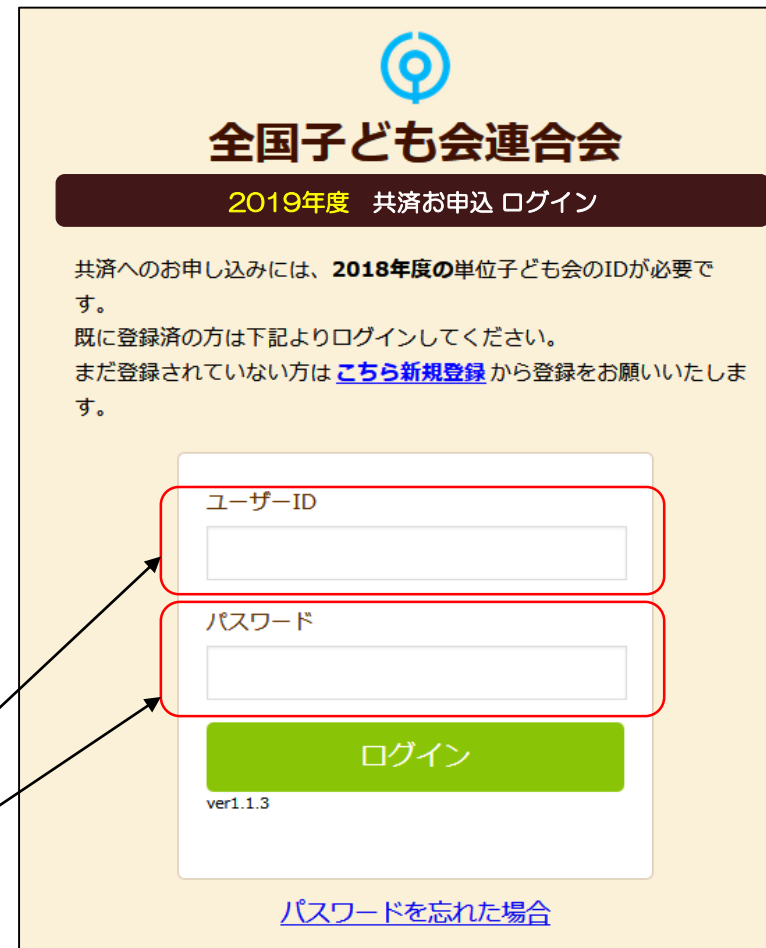 全国子ども会連合会
2019年度 共済お申込 ログイン
共済へのお申し込みには、2018年度の単位子ども会のIDが必要で
す。
既に登録済の方は下記よりログインしてください。
まだ登録されていない方は こちら新規登録 から登録をお願いいたしま
す。
ユーザーID
パスワード
ログイン
ver1.1.3
パスワードを忘れた場合